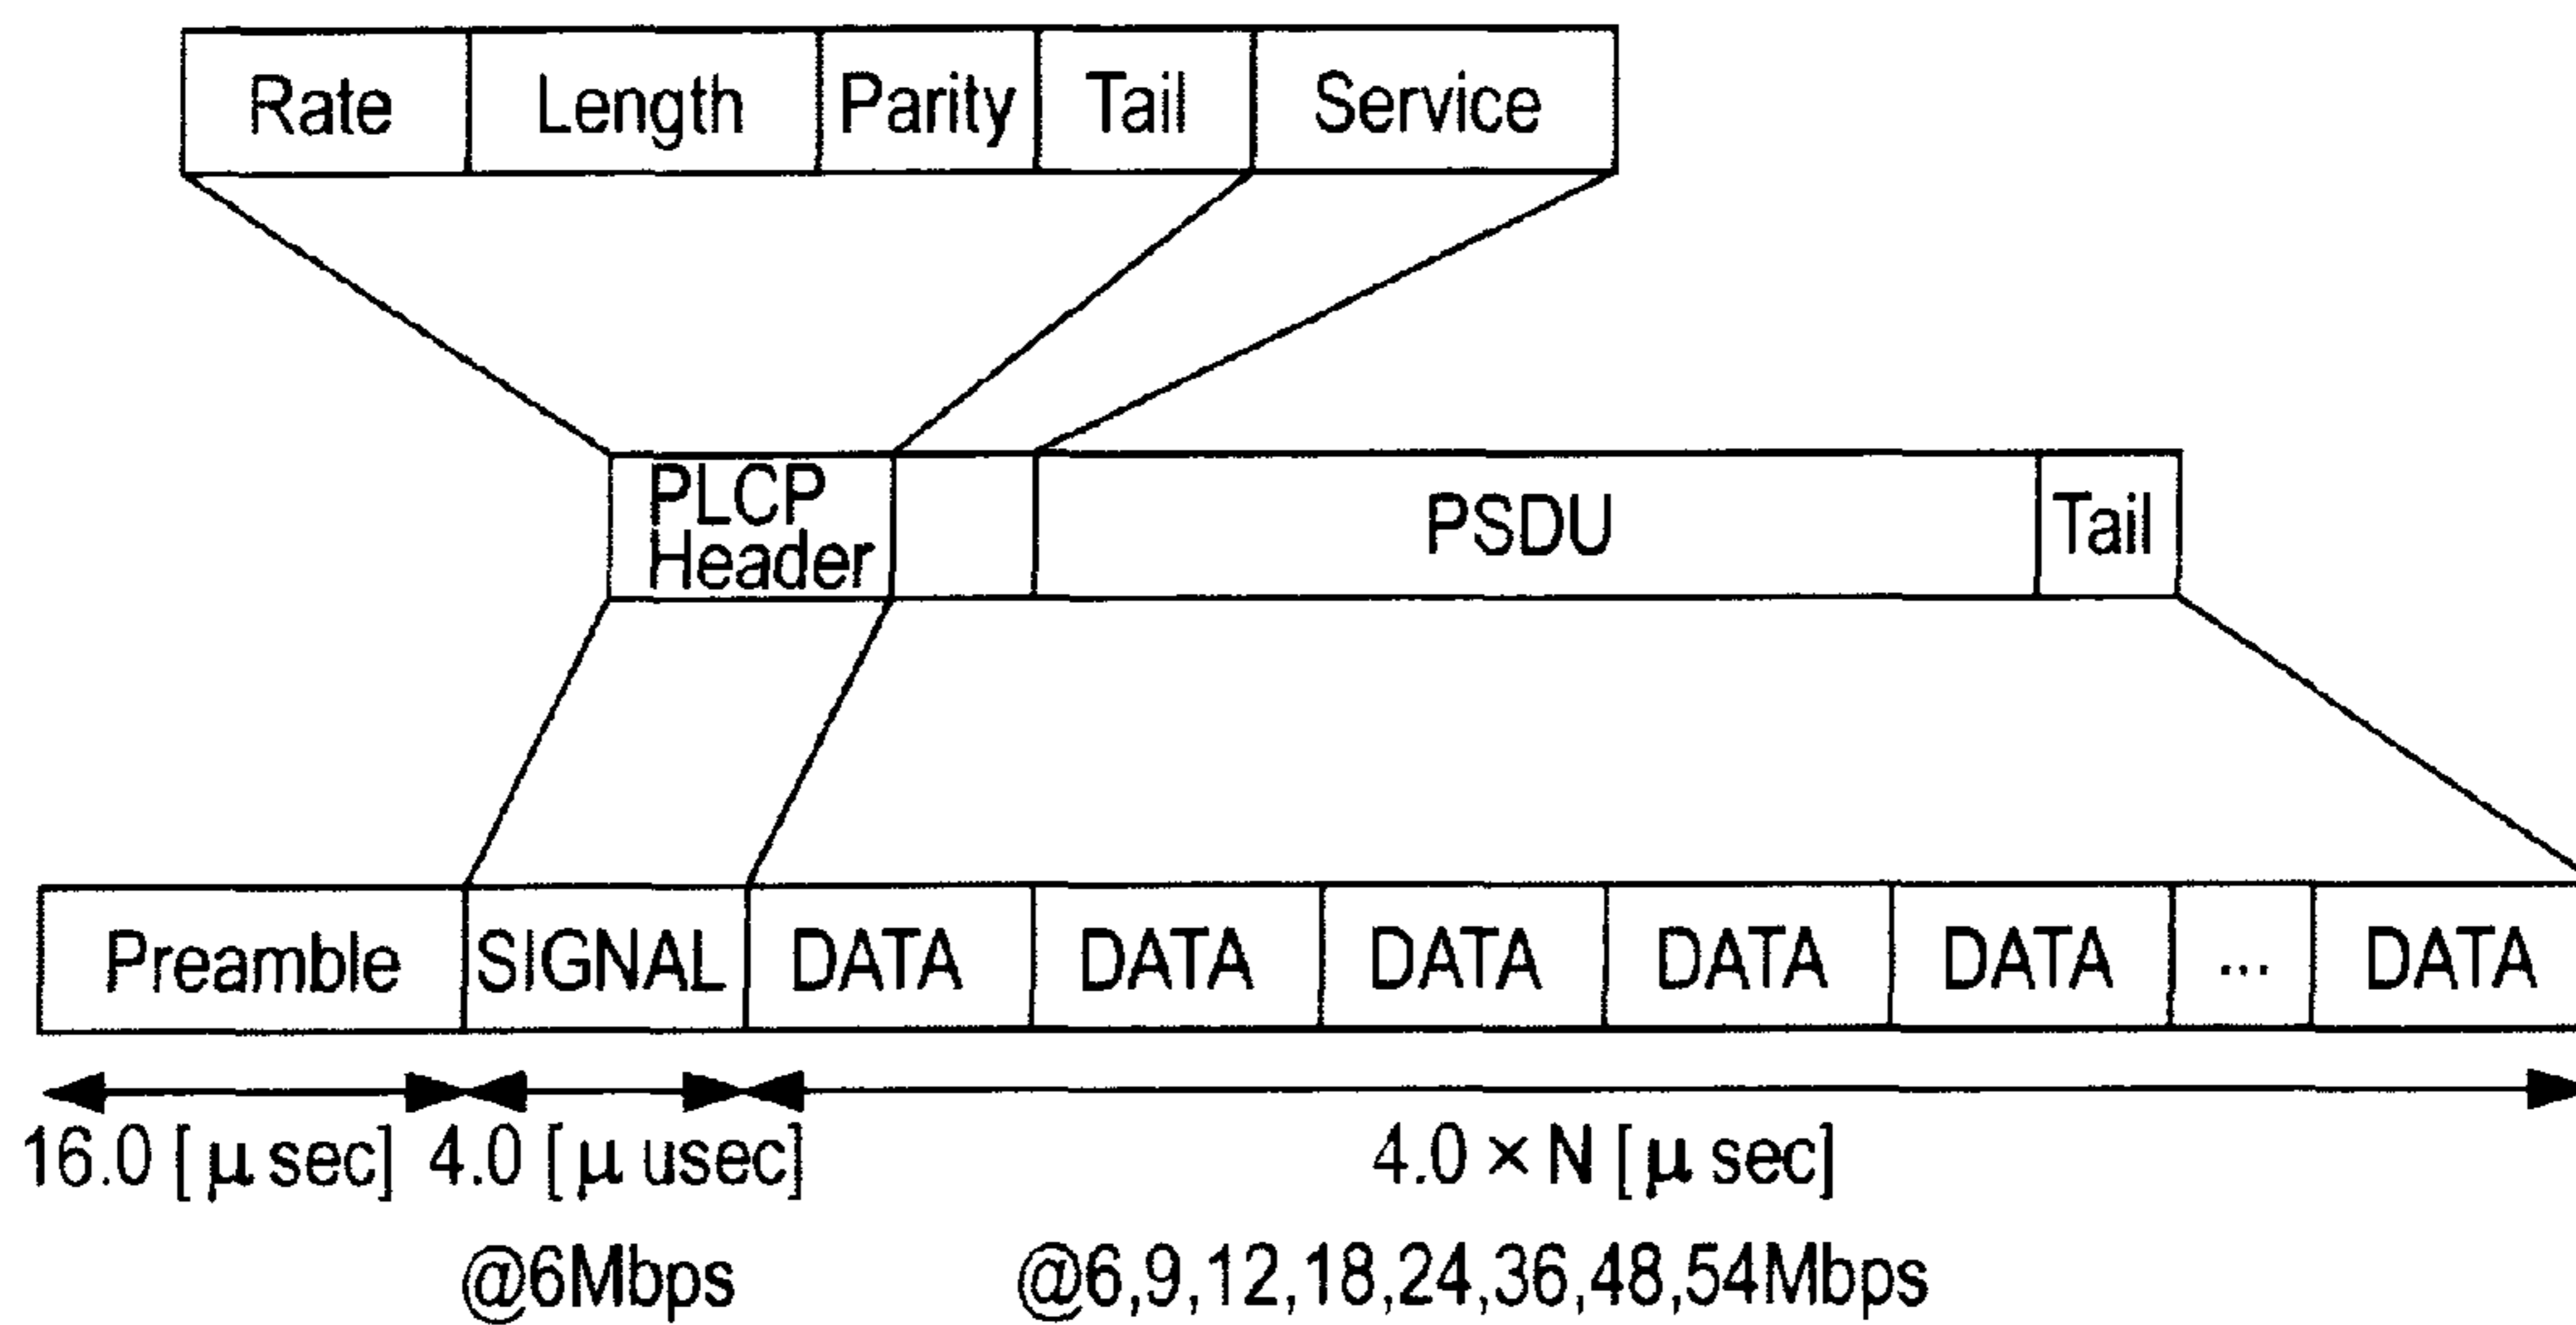 Rate Length Parity Tail Service
PLCP
Header
PSDU Tail
Preamble SIGNAL DATA DATA DATA DATA DATA ... DATA
16.0 [ μ sec] 4.0 [ μ usec] 4.0 × N [ μ sec]
@6Mbps @6,9,12,18,24,36,48,54Mbps